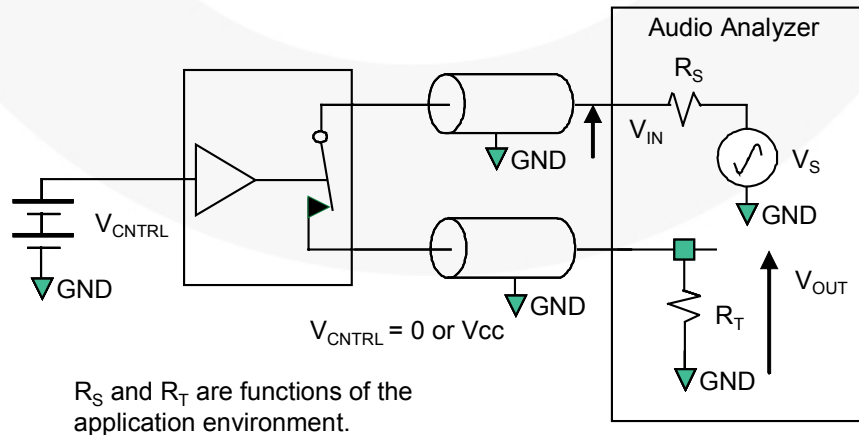 Audio Analyzer
R_S
V_IN
V_S
GND
GND
V_CNTRL
GND
GND
V_OUT
R_T
V_CNTRL = 0 or Vcc
GND
R_S and R_T are functions of the
application environment.